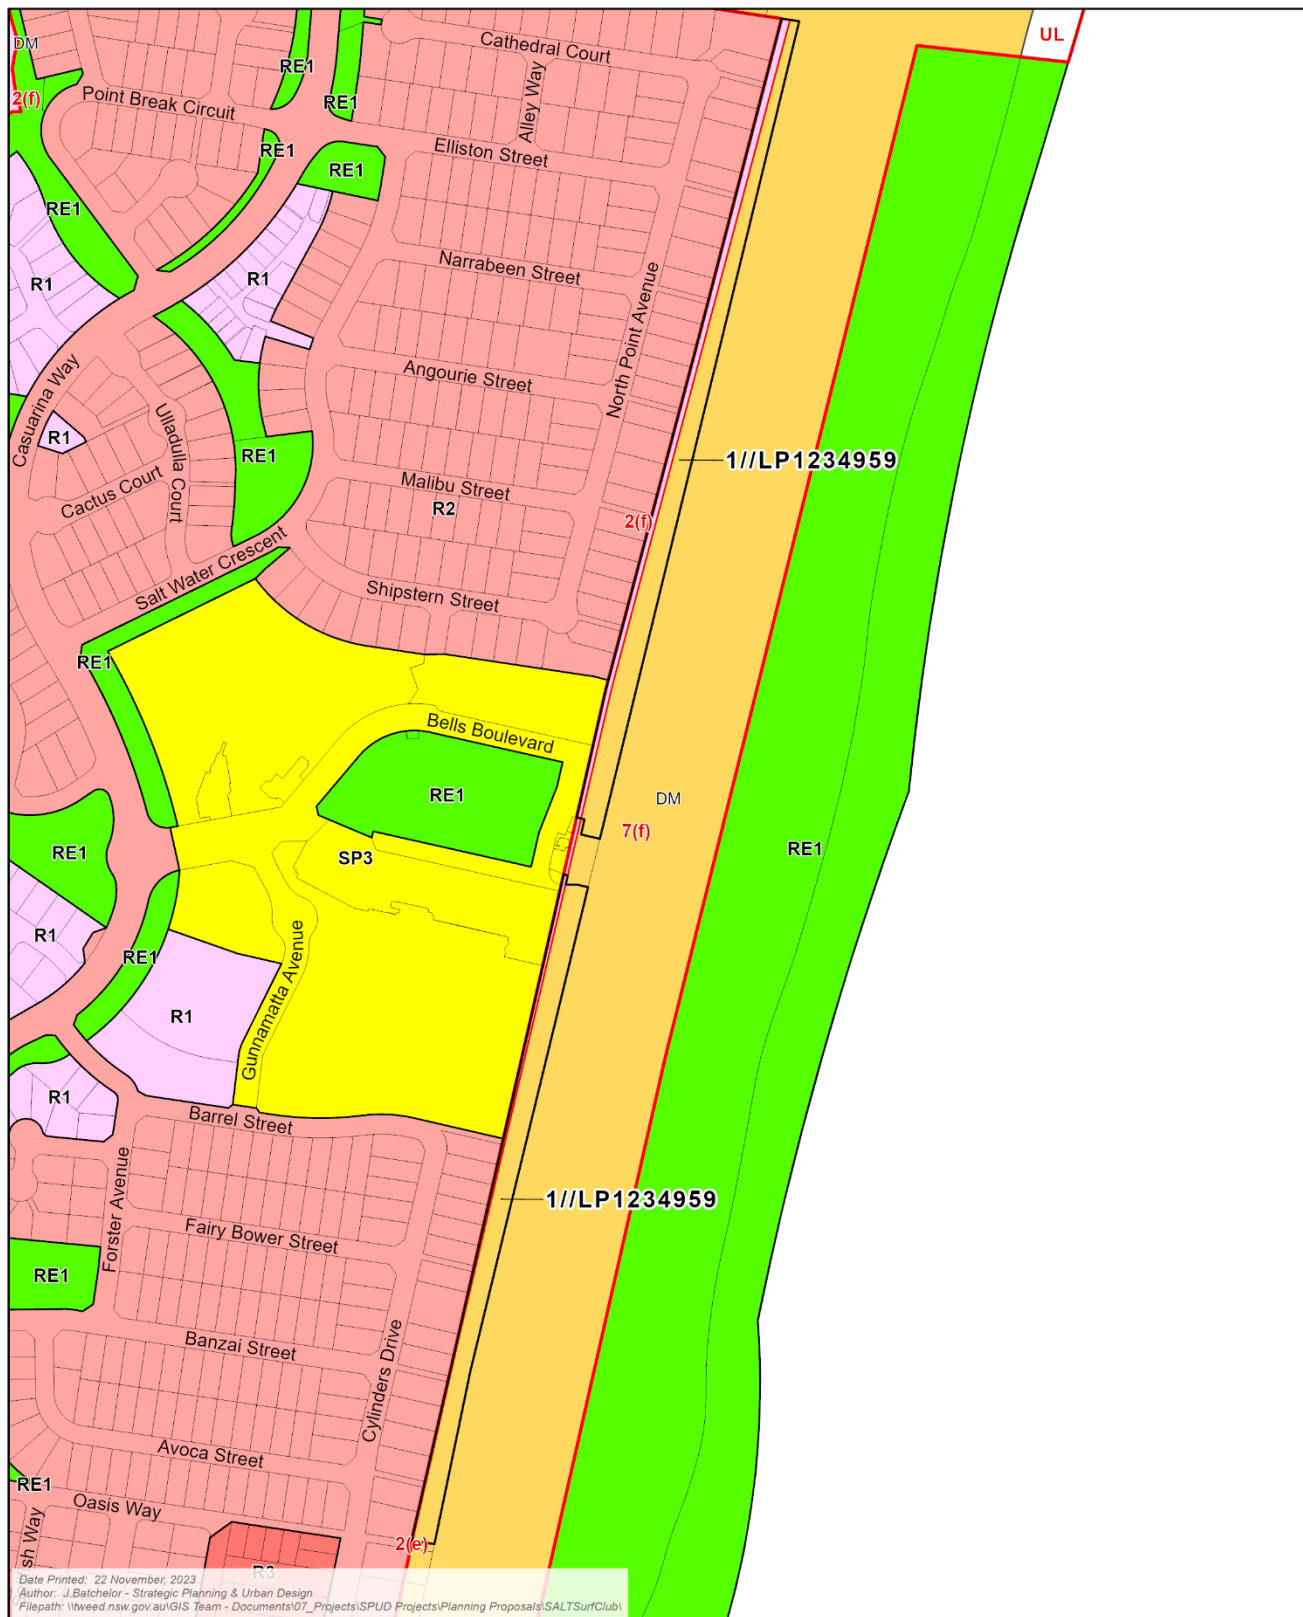 DM
UL
Cathedral Court
RE1
2(f)
Point Break Circuit
RE1
Alley Way
RE1
Elliston Street
RE1
RE1
R1
R1
Narrabeen Street
North Point Avenue
Angourie Street
Casuarina Way
R1
Ulladulla Court
RE1
1//LP1234959
Cactus Court
Malibu Street
R2
2(f)
Salt Water Crescent
Shipstern Street
RE1
Bells Boulevard
RE1
DM
7(f)
RE1
RE1
SP3
R1
RE1
Gunnamatta Avenue
R1
R1
Barrel Street
Forster Avenue
1//LP1234959
Fairy Bower Street
RE1
Banzai Street
Cylinders Drive
Avoca Street
RE1
Oasis Way
2(e)
Way
R3
Date Printed: 22 November, 2023
Author: J.Batchelor - Strategic Planning & Urban Design
Filepath: \\tweed.nsw.gov.au\GIS Team - Documents\07_Projects\SPUD Projects\Planning Proposals\SALTSurfClub\